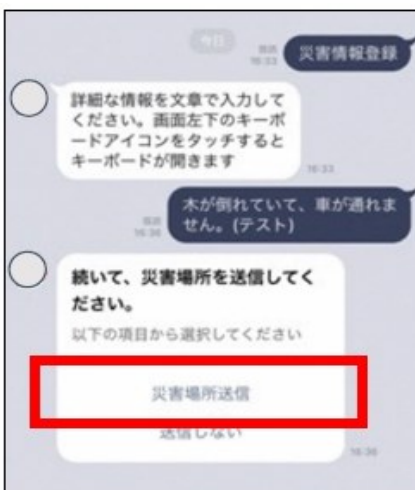 今日
既読
16:33
災害情報登録
詳細な情報を文章で入力して
ください。画面左下のキーボ
ードアイコンをタッチすると
キーボードが開きます
16:33
木が倒れていて、車が通れま
せん。(テスト)
既読
16:36
続いて、災害場所を送信してく
ださい。
以下の項目から選択してください
災害場所送信
送信しない
16:36